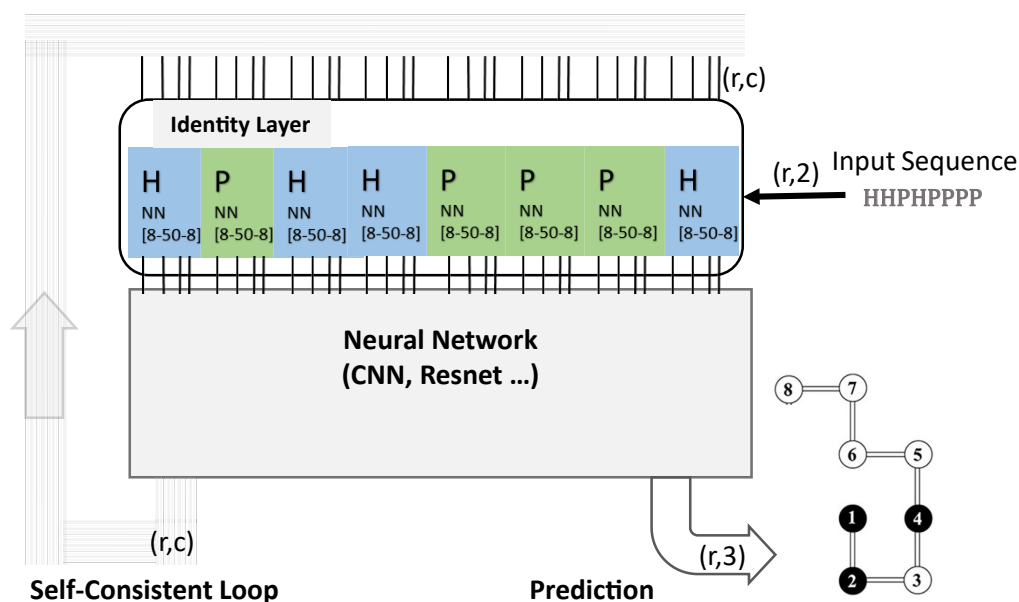 (r,c)
Identity Layer
H P H H P P P H
NN NN NN NN NN NN NN NN
[8-50-8] [8-50-8] [8-50-8] [8-50-8] [8-50-8] [8-50-8] [8-50-8] [8-50-8]
(r,2)
Input Sequence
HHPHPPPP
Neural Network
(CNN, Resnet ...)
8 7
6 5
1 4
2 3
(r,c)
(r,3)
Self-Consistent Loop
Prediction